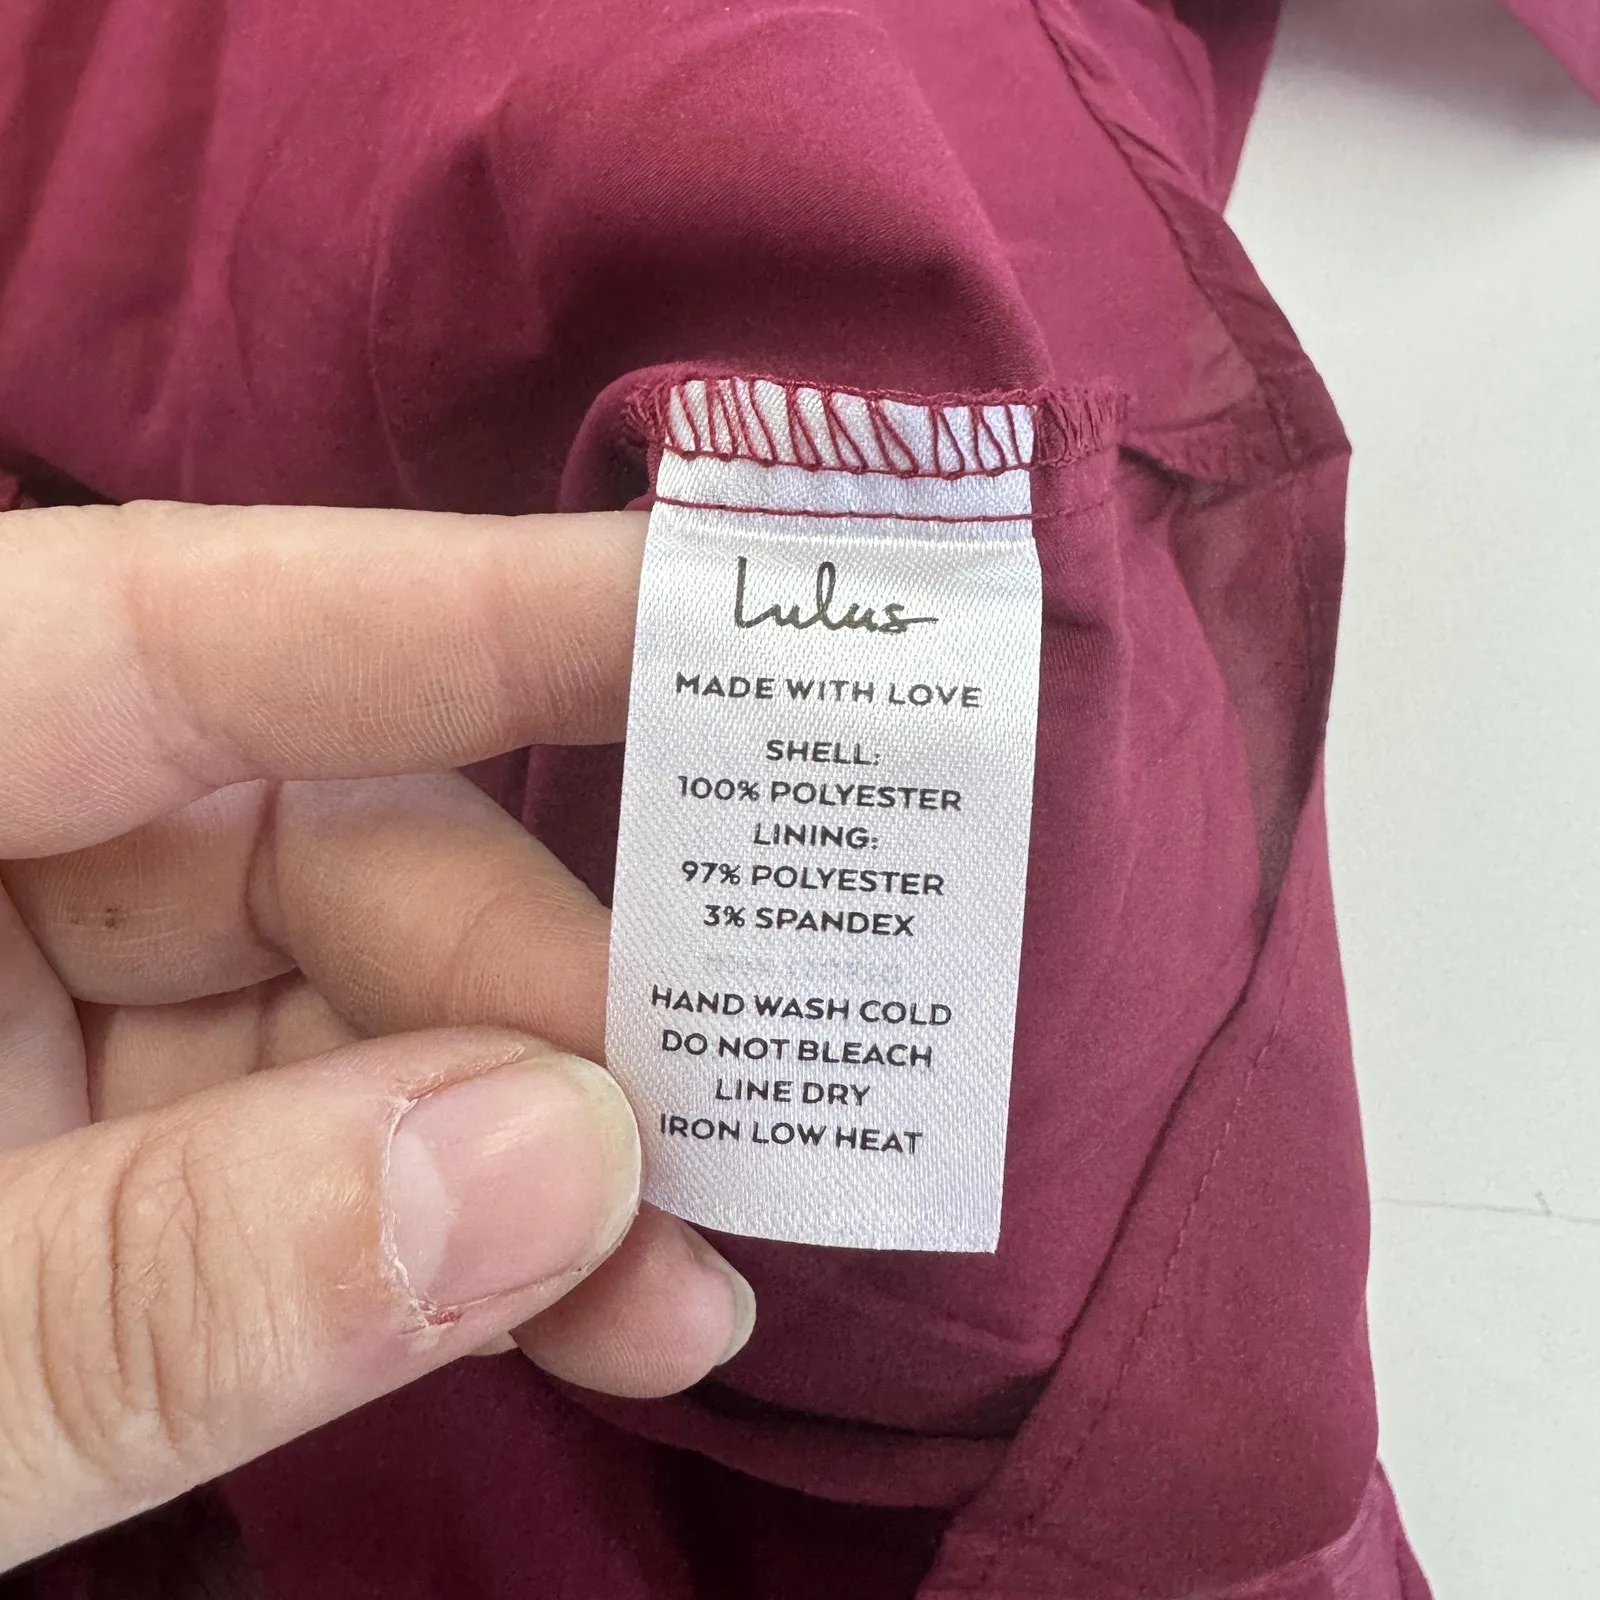 Lulus
MADE WITH LOVE
SHELL:
100% POLYESTER
LINING:
97% POLYESTER
3% SPANDEX
HAND WASH COLD
DO NOT BLEACH
LINE DRY
IRON LOW HEAT